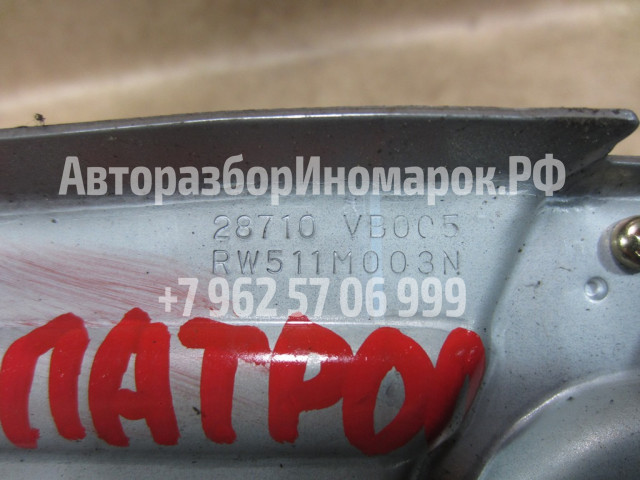 АвторазборИномарок.РФ
28710 VB005
RW511M003N
+7 962 57 06 999
ПАТРОЛ